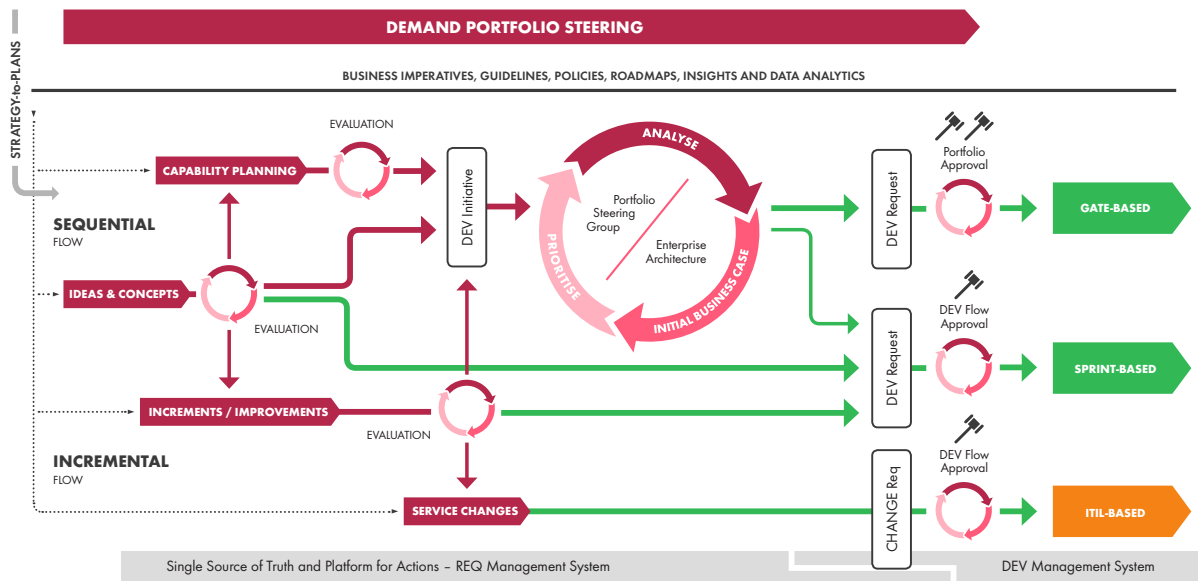 DEMAND PORTFOLIO STEERING
STRATEGY-to-PLANS
BUSINESS IMPERATIVES, GUIDELINES, POLICIES, ROADMAPS, INSIGHTS AND DATA ANALYTICS
EVALUATION
CAPABILITY PLANNING
SEQUENTIAL
FLOW
IDEAS & CONCEPTS
EVALUATION
INCREMENTS / IMPROVEMENTS
EVALUATION
INCREMENTAL
FLOW
SERVICE CHANGES
DEV Initiative
ANALYSE
Portfolio
Steering
Group
Enterprise
Architecture
PRIORITISE
INITIAL BUSINESS CASE
DEV Request
Portfolio
Approval
GATE-BASED
DEV Request
DEV Flow
Approval
SPRINT-BASED
CHANGE Req
DEV Flow
Approval
ITIL-BASED
Single Source of Truth and Platform for Actions – REQ Management System
DEV Management System